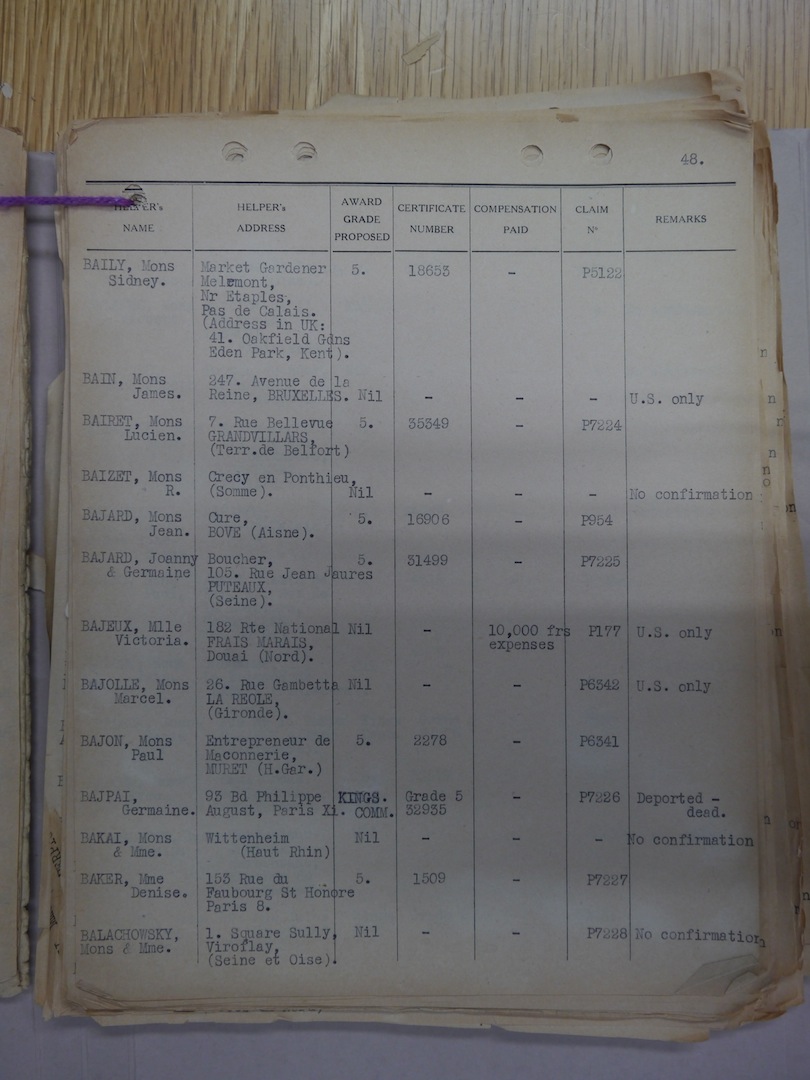 48.
HELPER's NAME | HELPER's ADDRESS | AWARD GRADE PROPOSED | CERTIFICATE NUMBER | COMPENSATION PAID | CLAIM Nº | REMARKS
BAILY, Mons | Market Gardener | 5. | 18653 | - | P5122
Sidney. | Melemont,
Nr Etaples,
Pas de Calais.
(Address in UK:
41. Oakfield Gdns
Eden Park, Kent).
BAIN, Mons | 247. Avenue de la
James. | Reine, BRUXELLES. | Nil | - | - | - | U.S. only
BAIRET, Mons | 7. Rue Bellevue | 5. | 35349 | - | P7224
Lucien. | GRANDVILLARS,
(Terr.de Belfort)
BAIZET, Mons | Crecy en Ponthieu,
R. | (Somme). | Nil | - | - | - | No confirmation
BAJARD, Mons | Cure, | 5. | 16906 | - | P954
Jean. | BOVE (Aisne).
BAJARD, Joanny | Boucher, | 5. | 31499 | - | P7225
& Germaine | 105. Rue Jean Jaures
PUTEAUX,
(Seine).
BAJEUX, Mlle | 182 Rte National | Nil | - | 10,000 frs | P177 | U.S. only
Victoria. | FRAIS MARAIS, | expenses
Douai (Nord).
BAJOLLE, Mons | 26. Rue Gambetta | Nil | - | - | P6342 | U.S. only
Marcel. | LA REOLE,
(Gironde).
BAJON, Mons | Entrepreneur de | 5. | 2278 | - | P6341
Paul | Maconnerie,
MURET (H.Gar.)
BAJPAI, | 93 Bd Philippe | KINGS. | Grade 5 | - | P7226 | Deported -
Germaine. | August, Paris Xi. | COMM. | 32935 | dead.
BAKAI, Mons | Wittenheim | Nil | - | - | - | No confirmation
& Mme. | (Haut Rhin)
BAKER, Mme | 153 Rue du | 5. | 1509 | - | P7227
Denise. | Faubourg St Honore
Paris 8.
BALACHOWSKY, | 1. Square Sully, | Nil | - | - | P7228 | No confirmation
Mons & Mme. | Viroflay,
(Seine et Oise).